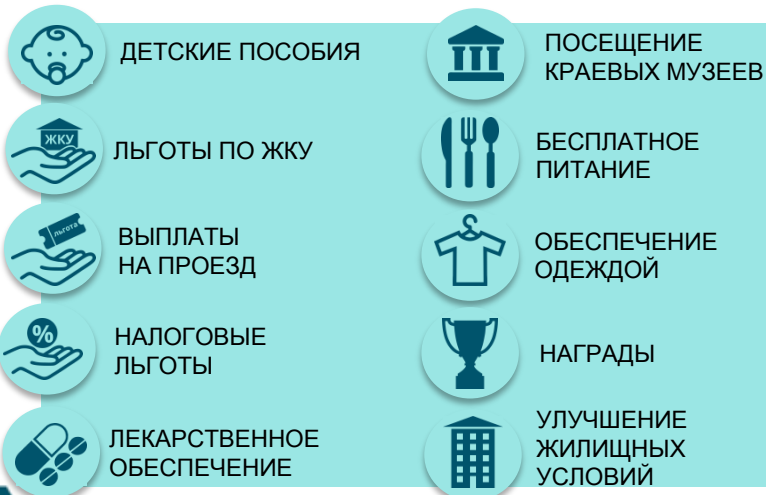 ДЕТСКИЕ ПОСОБИЯ
ЖКУ
ЛЬГОТЫ ПО ЖКУ
льгота
ВЫПЛАТЫ
НА ПРОЕЗД
%
НАЛОГОВЫЕ
ЛЬГОТЫ
ЛЕКАРСТВЕННОЕ
ОБЕСПЕЧЕНИЕ
ПОСЕЩЕНИЕ
КРАЕВЫХ МУЗЕЕВ
БЕСПЛАТНОЕ
ПИТАНИЕ
ОБЕСПЕЧЕНИЕ
ОДЕЖДОЙ
НАГРАДЫ
УЛУЧШЕНИЕ
ЖИЛИЩНЫХ
УСЛОВИЙ